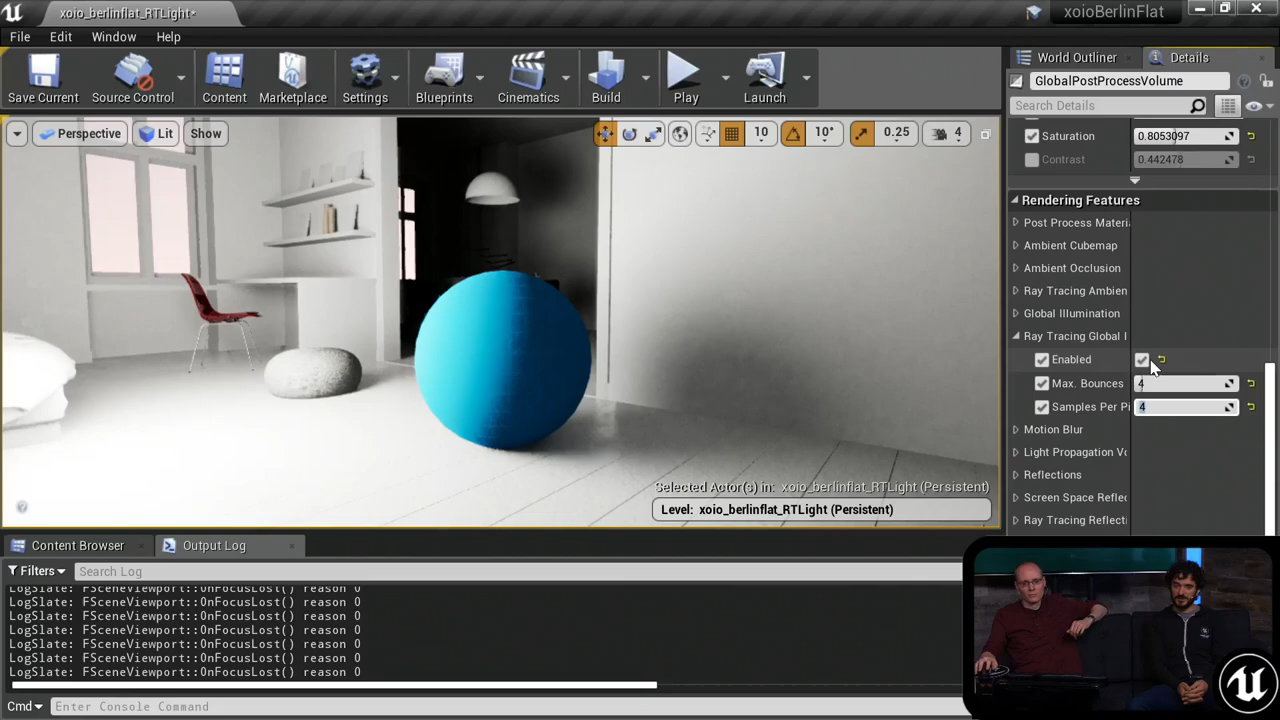 xoio_berlinflat_RTLight*
xoioBerlinFlat
File Edit Window Help
World Outliner
Details
Save Current
Source Control
Content
Marketplace
Settings
Blueprints
Cinematics
Build
Play
Launch
GlobalPostProcessVolume
Search Details
Perspective
Lit
Show
10
10°
0.25
4
Saturation 0.8053097
Contrast 0.442478
Rendering Features
Post Process Materi
Ambient Cubemap
Ambient Occlusion
Ray Tracing Ambien
Global Illumination
Ray Tracing Global I
Enabled
Max. Bounces 4
Samples Per Pi 4
Motion Blur
Light Propagation Vo
Reflections
Screen Space Reflec
Ray Tracing Reflect
Selected Actor(s) in: xoio_berlinflat_RTLight (Persistent)
Level: xoio_berlinflat_RTLight (Persistent)
Content Browser
Output Log
Filters
Search Log
LogSlate: FSceneViewport::OnFocusLost() reason 0
LogSlate: FSceneViewport::OnFocusLost() reason 0
LogSlate: FSceneViewport::OnFocusLost() reason 0
LogSlate: FSceneViewport::OnFocusLost() reason 0
LogSlate: FSceneViewport::OnFocusLost() reason 0
LogSlate: FSceneViewport::OnFocusLost() reason 0
LogSlate: FSceneViewport::OnFocusLost() reason 0
Cmd
Enter Console Command